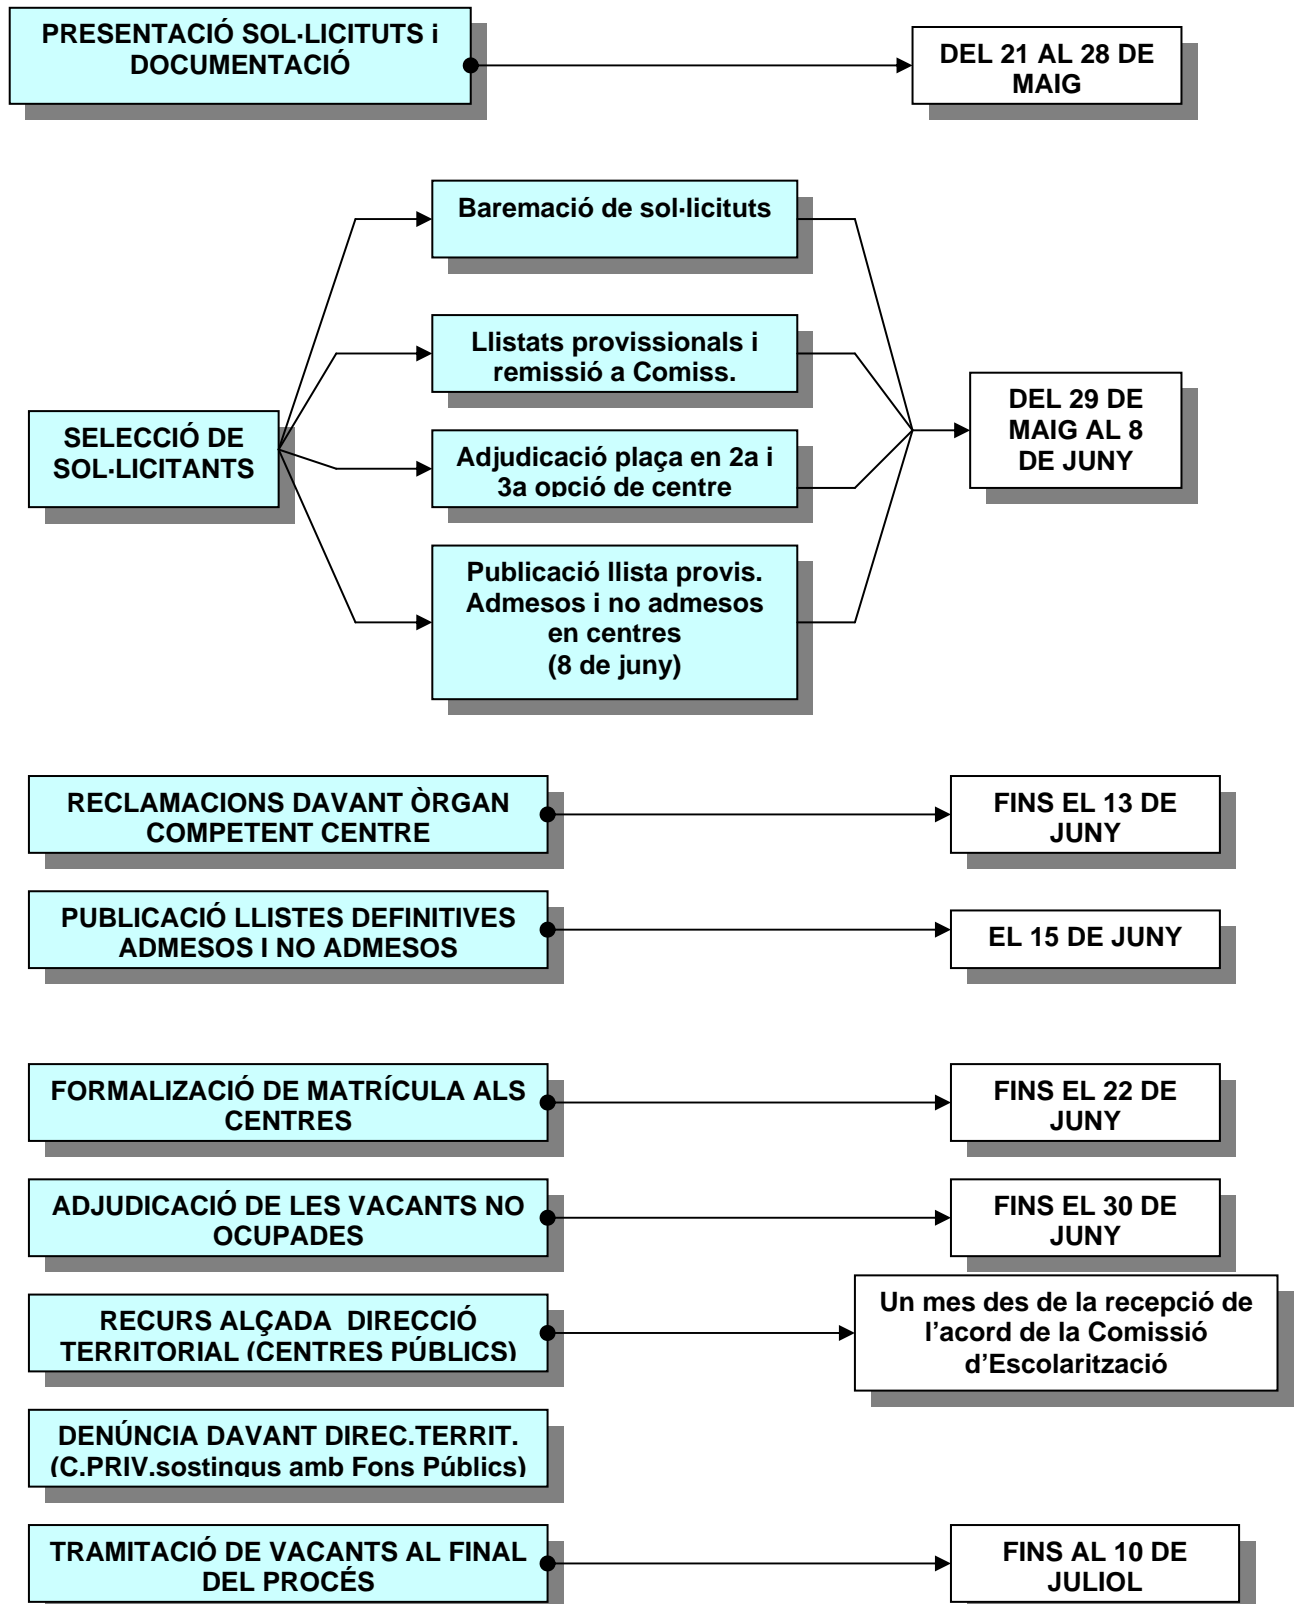 PRESENTACIÓ SOL·LICITUTS i
DOCUMENTACIÓ
DEL 21 AL 28 DE
MAIG
Baremació de sol·licituts
Llistats provissionals i
remissió a Comiss.
SELECCIÓ DE
SOL·LICITANTS
Adjudicació plaça en 2a i
3a opció de centre
Publicació llista provis.
Admesos i no admesos
en centres
(8 de juny)
DEL 29 DE
MAIG AL 8
DE JUNY
RECLAMACIONS DAVANT ÒRGAN
COMPETENT CENTRE
FINS EL 13 DE
JUNY
PUBLICACIÓ LLISTES DEFINITIVES
ADMESOS I NO ADMESOS
EL 15 DE JUNY
FORMALIZACIÓ DE MATRÍCULA ALS
CENTRES
FINS EL 22 DE
JUNY
ADJUDICACIÓ DE LES VACANTS NO
OCUPADES
FINS EL 30 DE
JUNY
RECURS ALÇADA  DIRECCIÓ
TERRITORIAL (CENTRES PÚBLICS)
Un mes des de la recepció de
l’acord de la Comissió
d’Escolarització
DENÚNCIA DAVANT DIREC.TERRIT.
(C.PRIV.sostingus amb Fons Públics)
TRAMITACIÓ DE VACANTS AL FINAL
DEL PROCÉS
FINS AL 10 DE
JULIOL